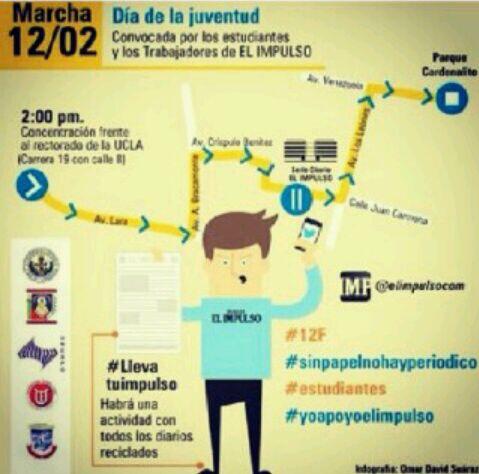 Marcha
12/02
Día de la juventud
Convocada por los estudiantes
y los Trabajadores de EL IMPULSO
Parque
Cardenalito
Av. Venezuela
2:00 pm.
Concentración frente
al rectorado de la UCLA
(Carrera 19 con calle 8)
Av. Crispulo Benitez
Av. Los Leones
Sede Diario
EL IMPULSO
Calle Juan Carmona
Av. Lara
Av. A. Bracamonte
IMP @elimpulsocom
EL IMPULSO
#12F
#sinpapelnohayperiodico
#estudiantes
#yoapoyoelimpulso
#Lleva
tuimpulso
Habrá una
actividad con
todos los diarios
reciclados
Infografía: Omar David Suárez